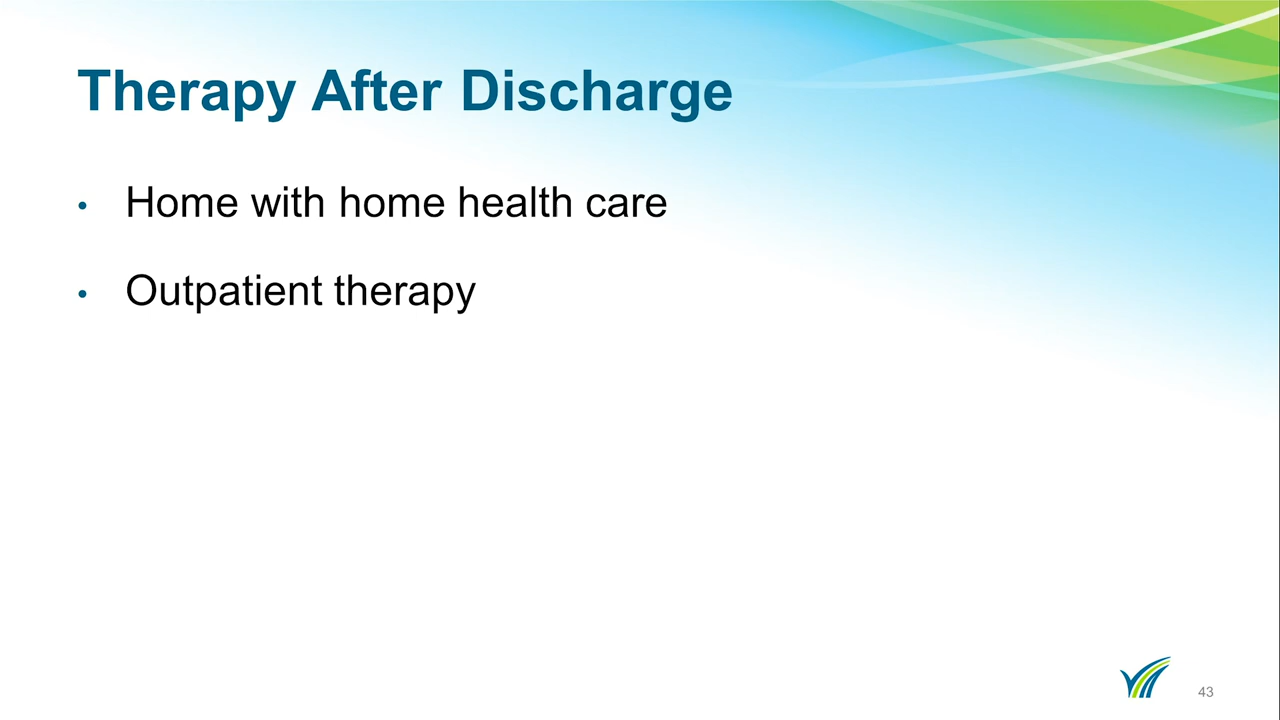 Therapy After Discharge
• Home with home health care
• Outpatient therapy
43